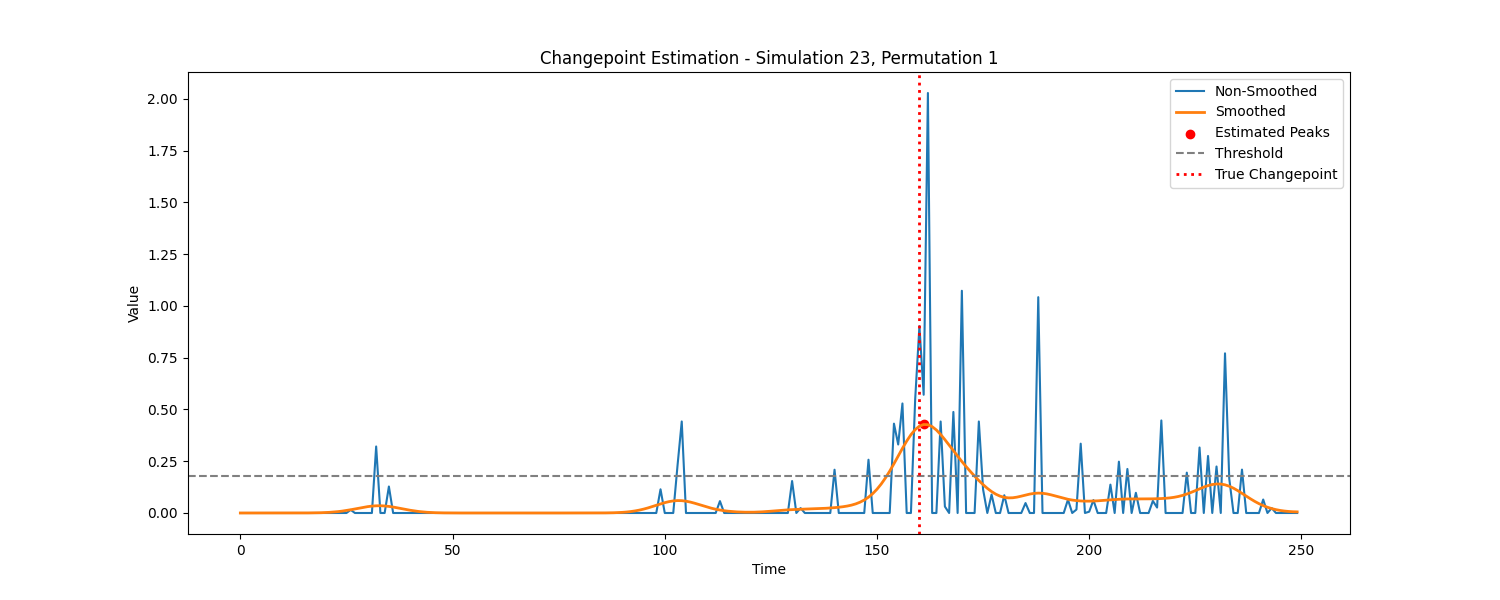 Changepoint Estimation - Simulation 23, Permutation 1
Value
2.00
1.75
1.50
1.25
1.00
0.75
0.50
0.25
0.00
Non-Smoothed
Smoothed
Estimated Peaks
Threshold
True Changepoint
0
50
100
150
200
250
Time